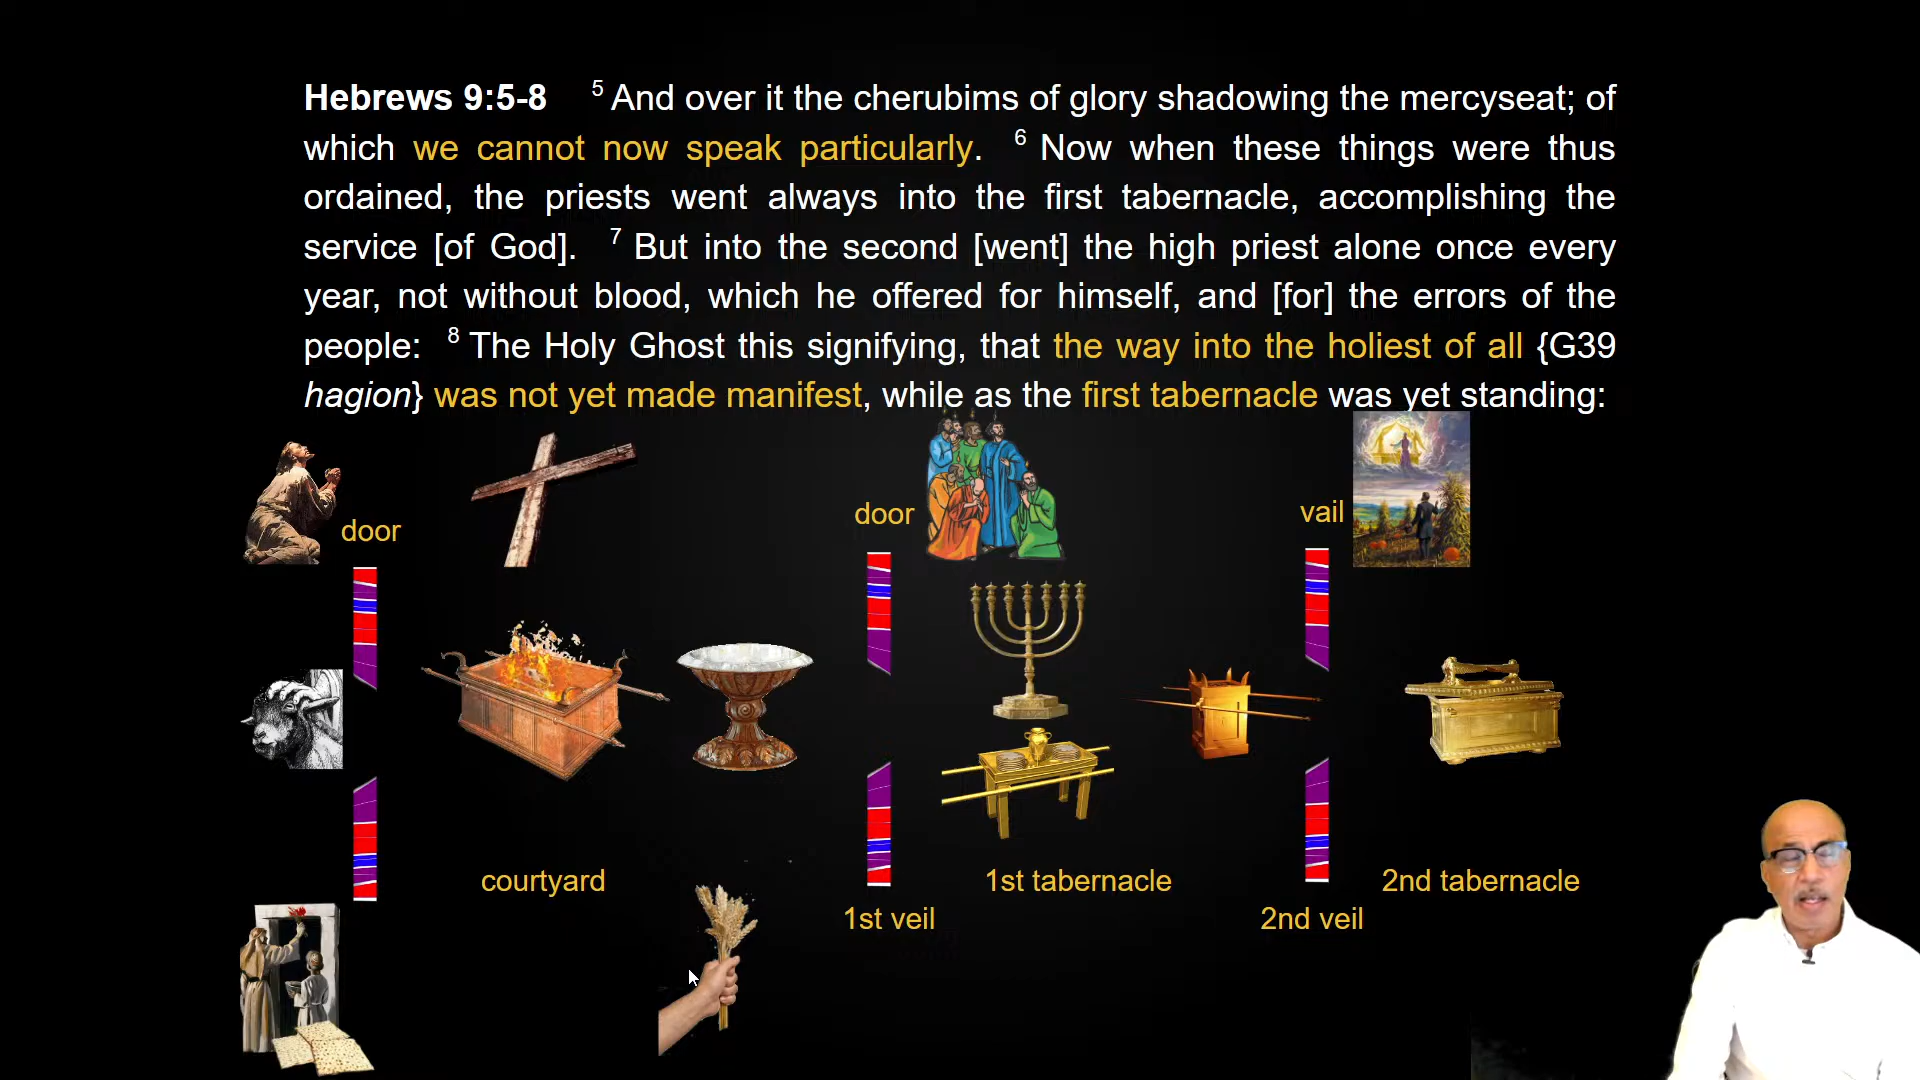 Hebrews 9:5-8 5 And over it the cherubims of glory shadowing the mercyseat; of
which we cannot now speak particularly. 6 Now when these things were thus
ordained, the priests went always into the first tabernacle, accomplishing the
service [of God]. 7 But into the second [went] the high priest alone once every
year, not without blood, which he offered for himself, and [for] the errors of the
people: 8 The Holy Ghost this signifying, that the way into the holiest of all {G39
hagion} was not yet made manifest, while as the first tabernacle was yet standing:
door
door
vail
courtyard
1st tabernacle
2nd tabernacle
1st veil
2nd veil